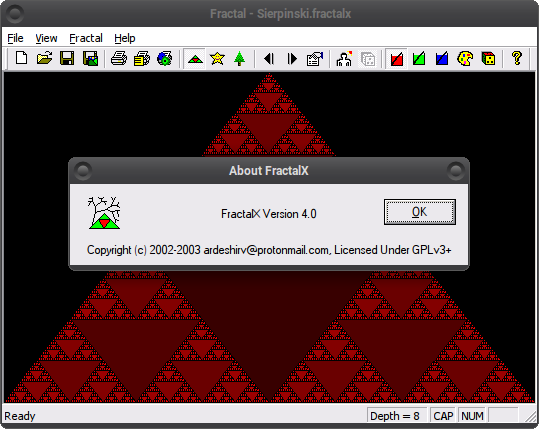 Fractal - Sierpinski.fractalx
File View Fractal Help
About FractalX
FractalX Version 4.0
OK
Copyright (c) 2002-2003 ardeshirv@protonmail.com, Licensed Under GPLv3+
Ready
Depth = 8
CAP
NUM